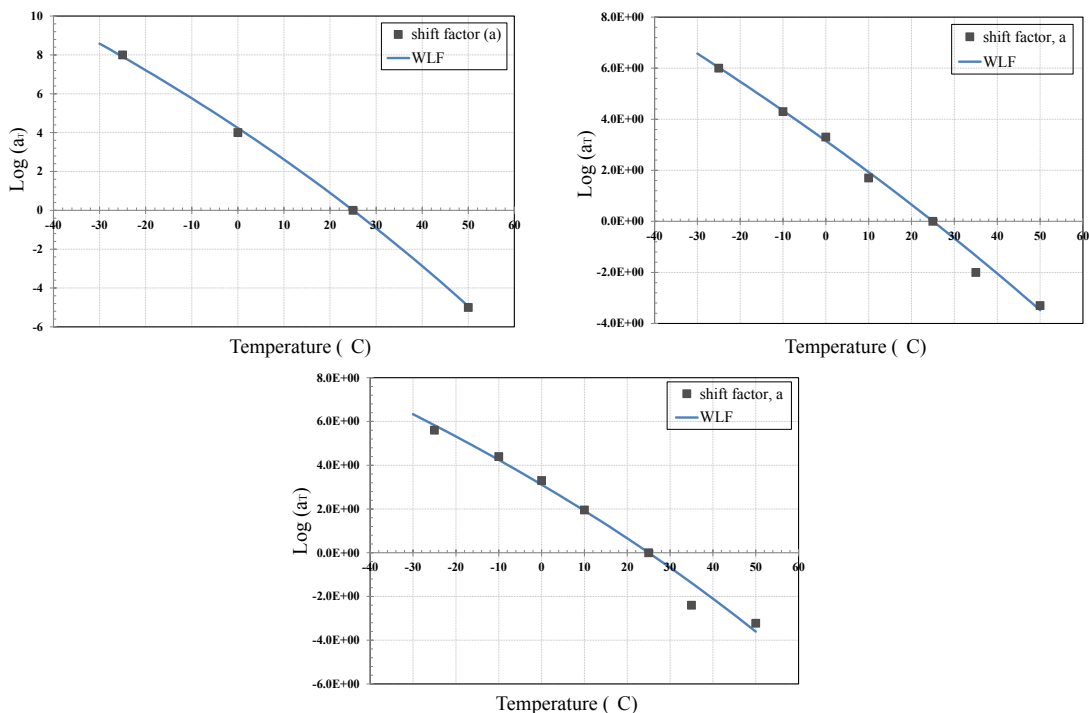 10
8
6
4
2
0
-2
-4
-6
-40 -30 -20 -10 0 10 20 30 40 50 60
Log (aT)
Temperature ( C)
shift factor (a)
WLF
8.0E+00
6.0E+00
4.0E+00
2.0E+00
0.0E+00
-2.0E+00
-4.0E+00
-40 -30 -20 -10 0 10 20 30 40 50 60
Log (aT)
Temperature ( C)
shift factor, a
WLF
8.0E+00
6.0E+00
4.0E+00
2.0E+00
0.0E+00
-2.0E+00
-4.0E+00
-6.0E+00
-40 -30 -20 -10 0 10 20 30 40 50 60
Log (aT)
Temperature ( C)
shift factor, a
WLF